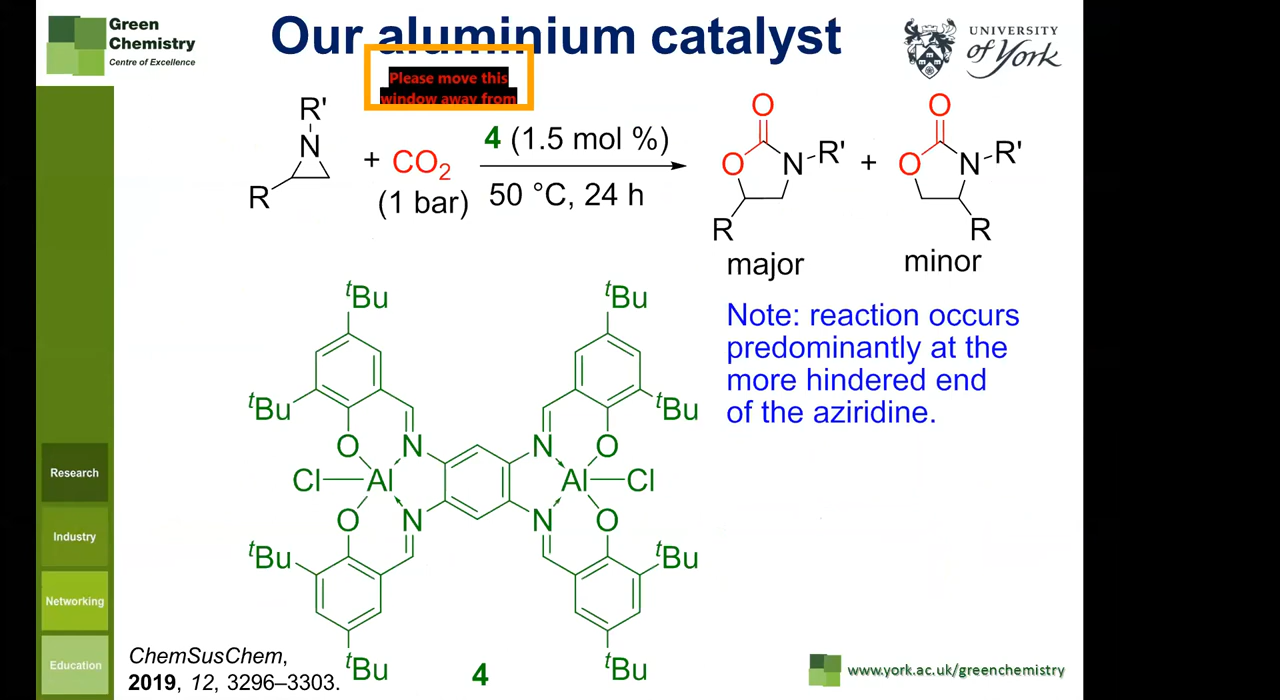 Green
Chemistry
Centre of Excellence
Our aluminium catalyst
UNIVERSITY
of York
Please move this
window away from
R'
N
R
+ CO2
(1 bar)
4 (1.5 mol %)
50 °C, 24 h
O
O
N
R'
R
major
+
O
O
N
R'
R
minor
Note: reaction occurs
predominantly at the
more hindered end
of the aziridine.
tBu
tBu
tBu
tBu
O
N
N
O
Cl
Al
Al
Cl
O
N
N
O
tBu
tBu
tBu
tBu
4
Research
Industry
Networking
Education
ChemSusChem,
2019, 12, 3296–3303.
www.york.ac.uk/greenchemistry